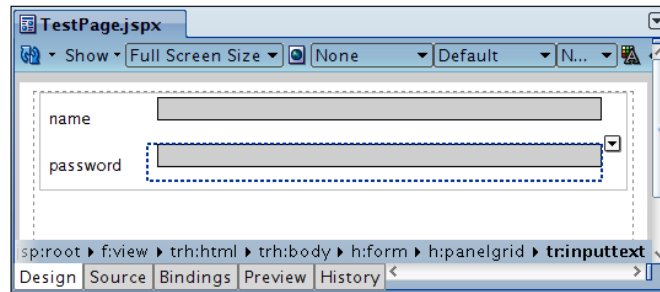 TestPage.jspx
Show Full Screen Size None Default N...
name
password
sp:root f:view trh:html trh:body h:form h:panelgrid tr:inputtext
Design Source Bindings Preview History